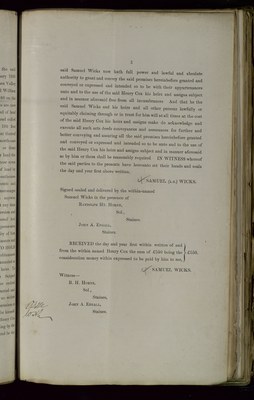 2
said Samuel Wicks now hath full power and lawful and absolute
authority to grant and convey the said premises hereinbefore granted and
conveyed or expressed and intended so to be with their appurtenances
unto and to the use of the said Henry Cox his heirs and assigns subject
and in manner aforesaid free from all incumbrances And that he the
said Samuel Wicks and his heirs and all other persons lawfully or
equitably claiming through or in trust for him will at all times at the cost
of the said Henry Cox his heirs and assigns make do acknowledge and
execute all such acts deeds conveyances and assurances for further and
better conveying and assuring all the said premises hereinbefore granted
and conveyed or expressed and intended so to be unto and to the use of
the said Henry Cox his heirs and assigns subject and in manner aforesaid
as by him or them shall be reasonably required IN WITNESS whereof
the said parties to the presents have hereunto set their hands and seals
the day and year first above written
SAMUEL (L.S.) WICKS.
Signed sealed and delivered by the within-named
Samuel Wicks in the presence of
Sol.,
Staines.
John A.
Staines
RECEIVED the day and year first within written of and
from the within named Henry Cox the sum of £540 being the £540.
consideration money within expressed to be paid by him to me,
SAMUEL WICKS.
Witness—
R. H.
Sol.,
Staines,
John A.
Staines.